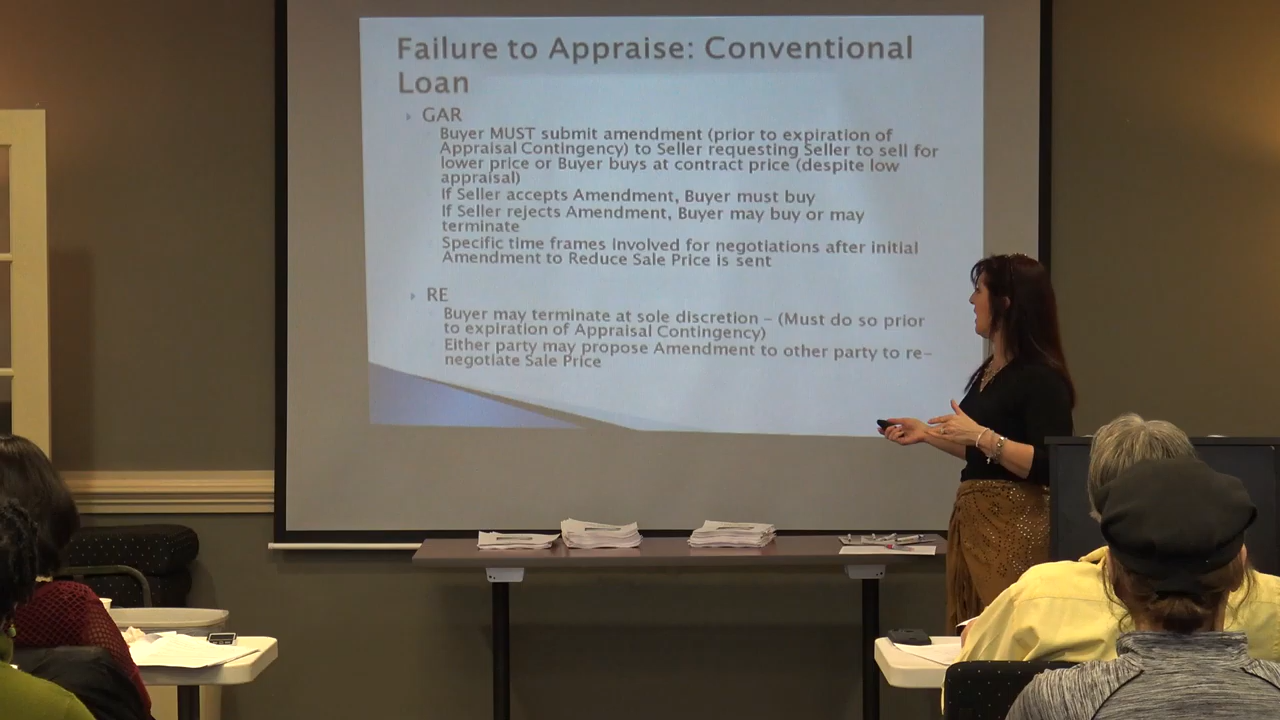 Failure to Appraise: Conventional
Loan
GAR
Buyer MUST submit amendment (prior to expiration of
Appraisal Contingency) to Seller requesting Seller to sell for
lower price or Buyer buys at contract price (despite low
appraisal)
If Seller accepts Amendment, Buyer must buy
If Seller rejects Amendment, Buyer may buy or may
terminate
Specific time frames involved for negotiations after initial
Amendment to Reduce Sale Price is sent
RE
Buyer may terminate at sole discretion – (Must do so prior
to expiration of Appraisal Contingency)
Either party may propose Amendment to other party to re–
negotiate Sale Price